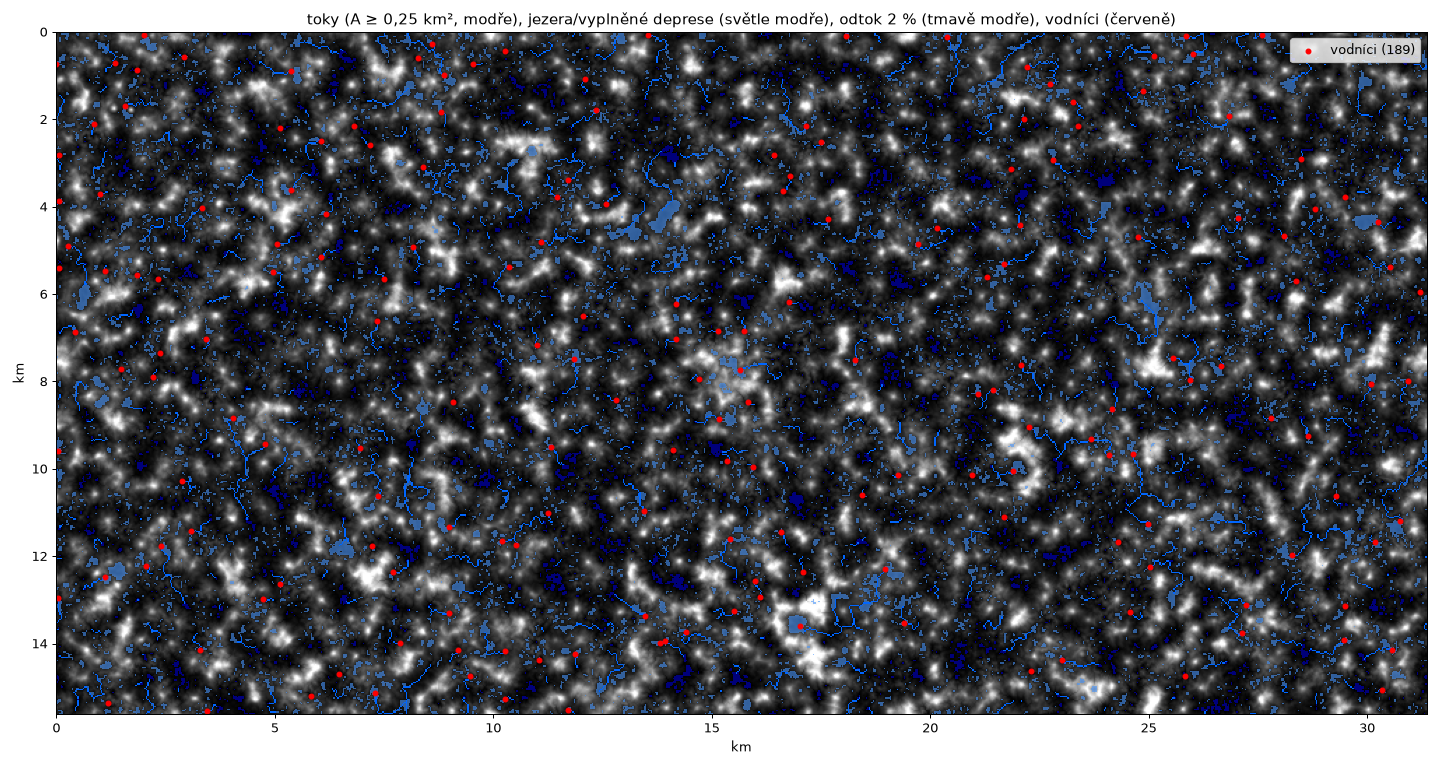 toky (A ≥ 0,25 km², modře), jezera/vyplněné deprese (světle modře), odtok 2 % (tmavě modře), vodníci (červeně)
vodníci (189)
0
2
4
6
8
10
12
14
km
0 5 10 15 20 25 30
km